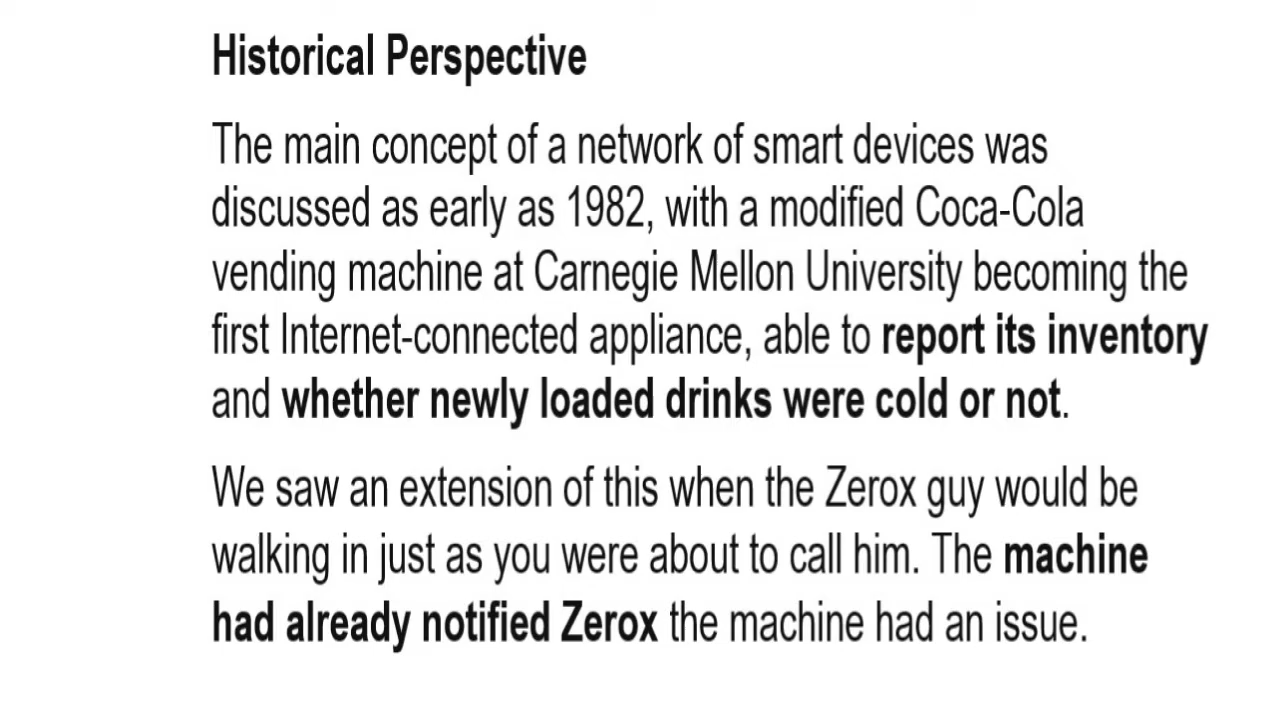 Historical Perspective
The main concept of a network of smart devices was
discussed as early as 1982, with a modified Coca-Cola
vending machine at Carnegie Mellon University becoming the
first Internet-connected appliance, able to report its inventory
and whether newly loaded drinks were cold or not.
We saw an extension of this when the Zerox guy would be
walking in just as you were about to call him. The machine
had already notified Zerox the machine had an issue.